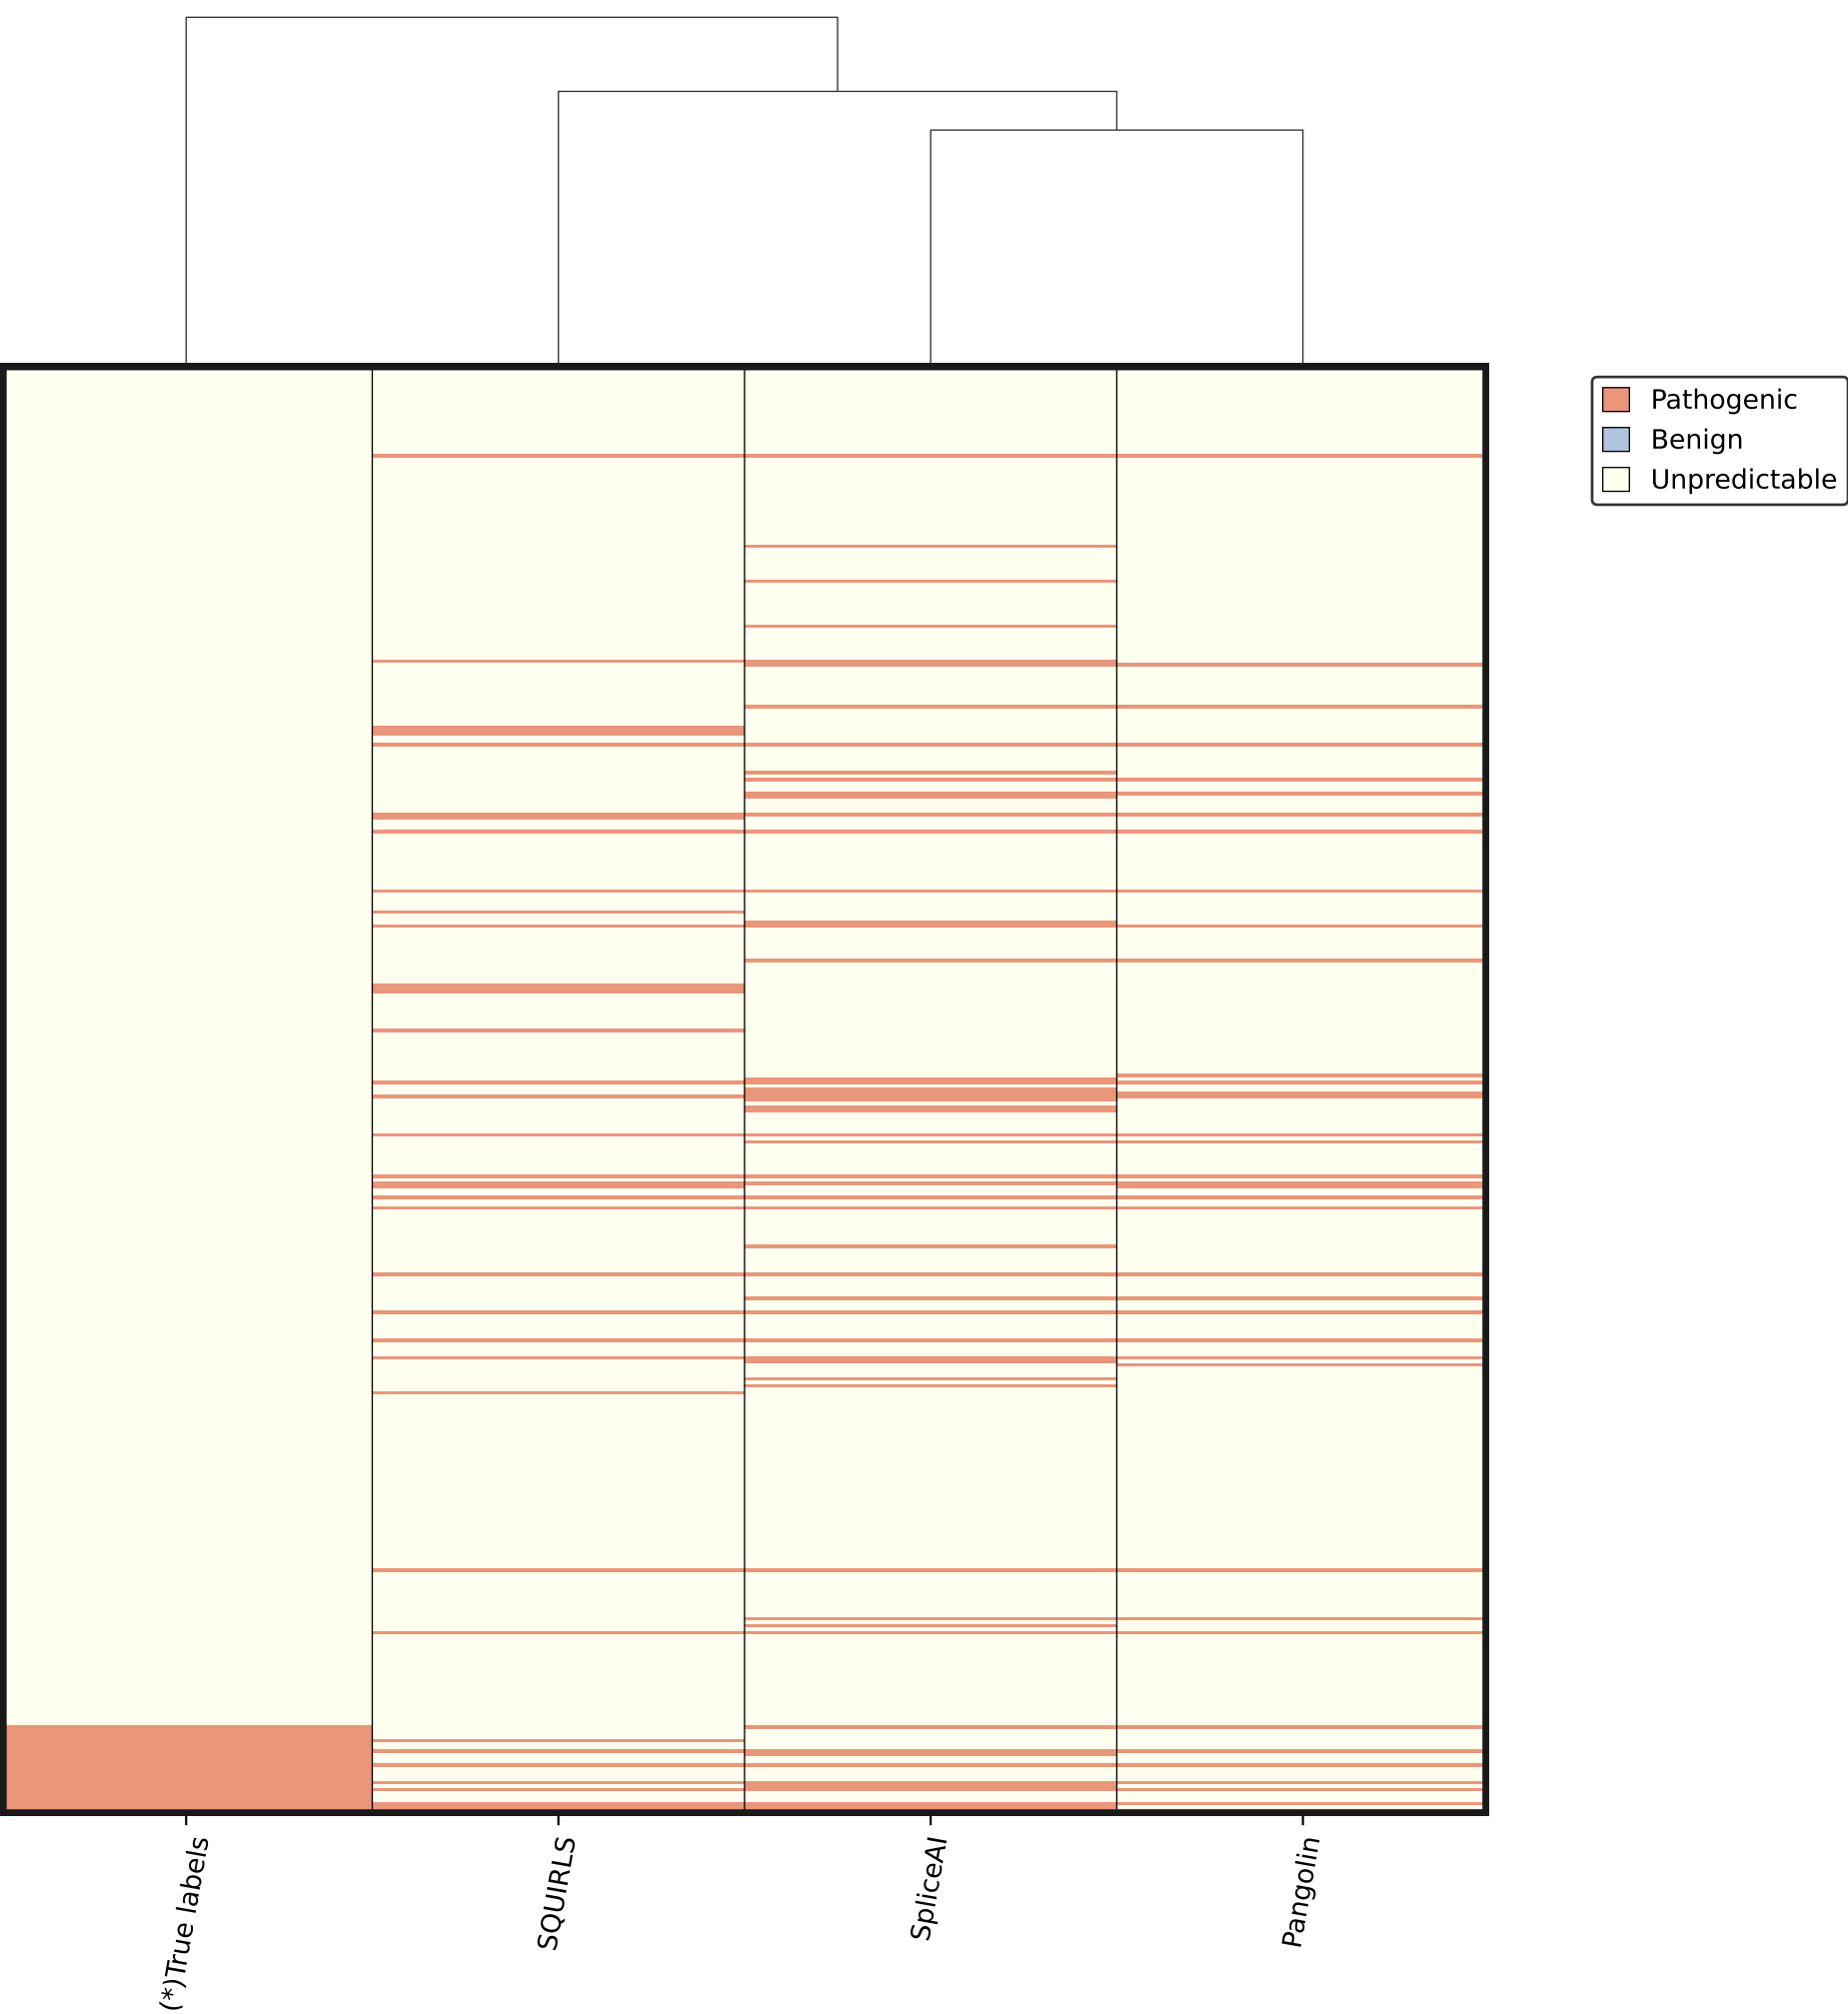 Pathogenic
Benign
Unpredictable
(*)True labels
SQUIRLS
SpliceAI
Pangolin